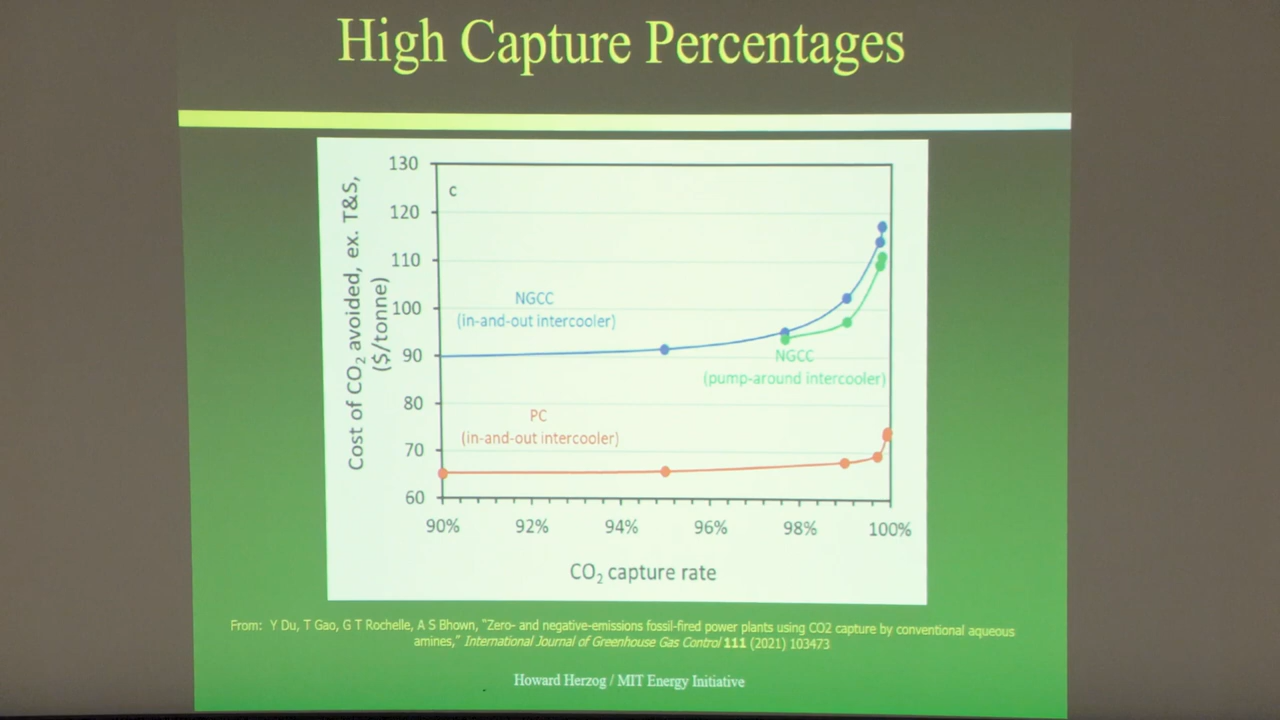 High Capture Percentages
Cost of CO2 avoided, ex. T&S,
($/tonne)
130
120
110
100
90
80
70
60
c
NGCC
(in-and-out intercooler)
NGCC
(pump-around intercooler)
PC
(in-and-out intercooler)
90%
92%
94%
96%
98%
100%
CO2 capture rate
From: Y Du, T Gao, G T Rochelle, A S Bhown, "Zero- and negative-emissions fossil-fired power plants using CO2 capture by conventional aqueous
amines," International Journal of Greenhouse Gas Control 111 (2021) 103473
Howard Herzog / MIT Energy Initiative